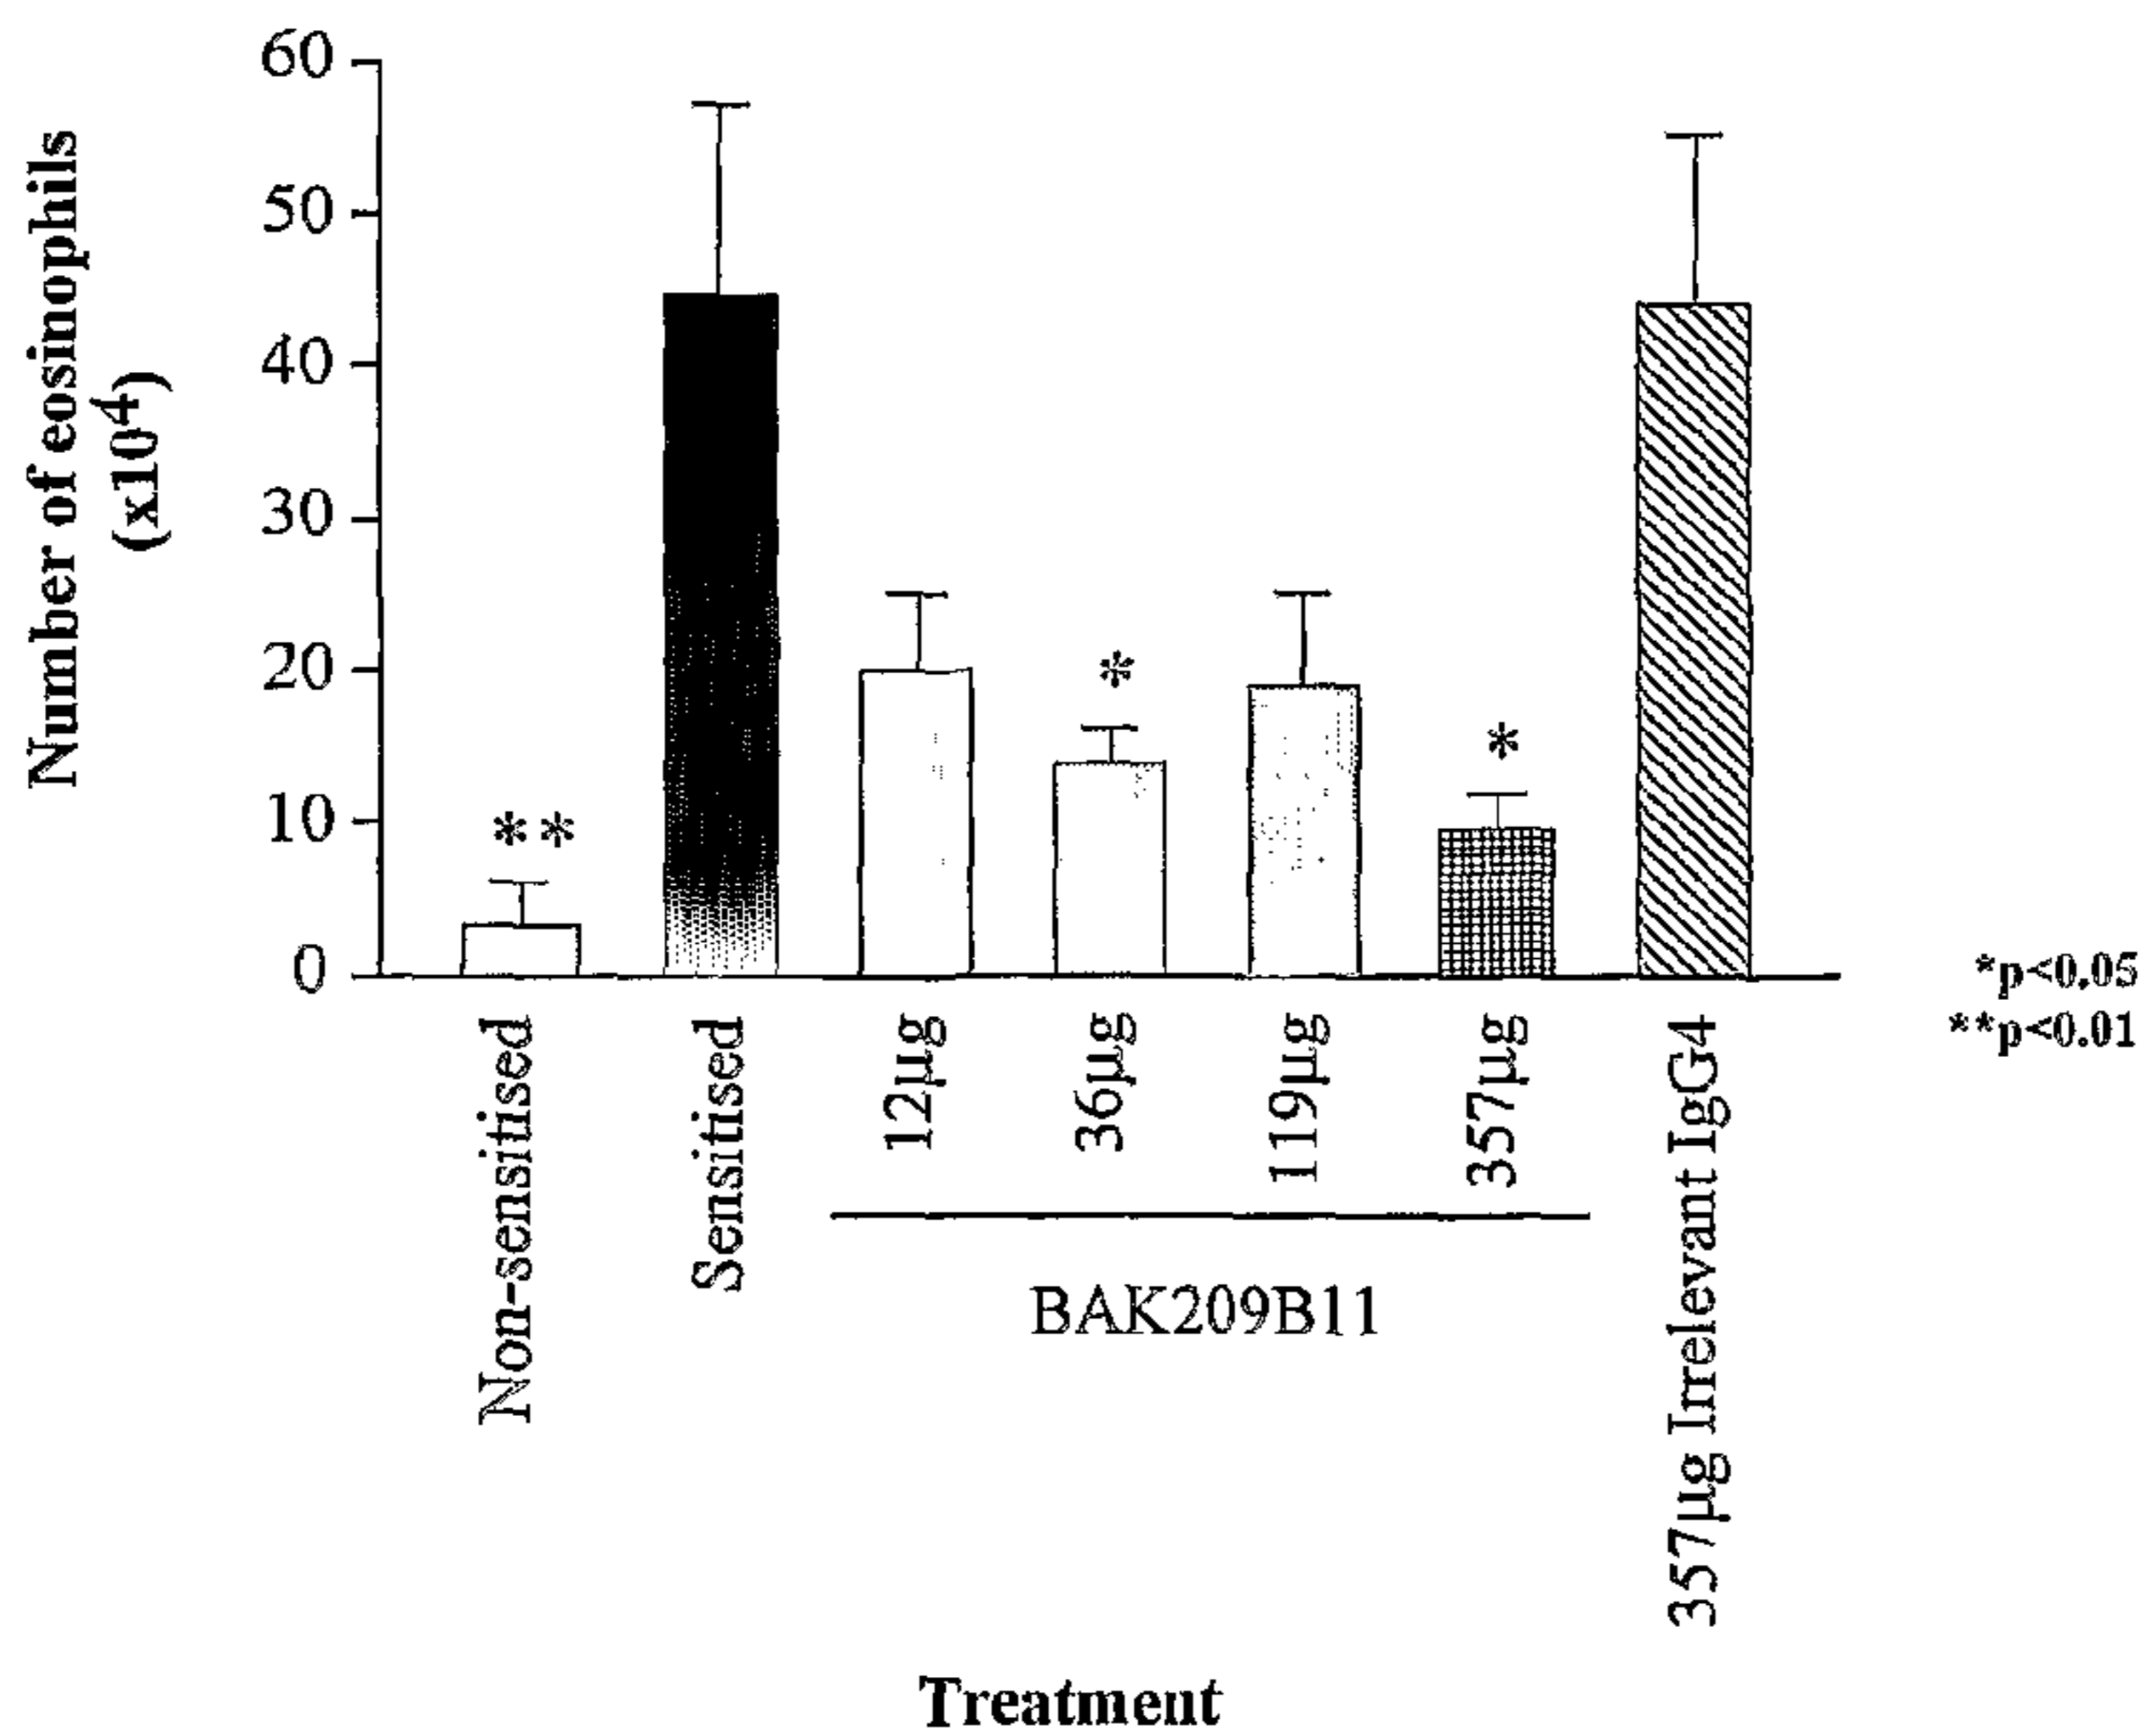 Number of eosinophils
(x10⁴)
60
50
40
30
20
10
0
**
*
*
*p<0.05
**p<0.01
Non-sensitised
Sensitised
12µg
36µg
119µg
357µg
357µg Irrelevant IgG4
BAK209B11
Treatment